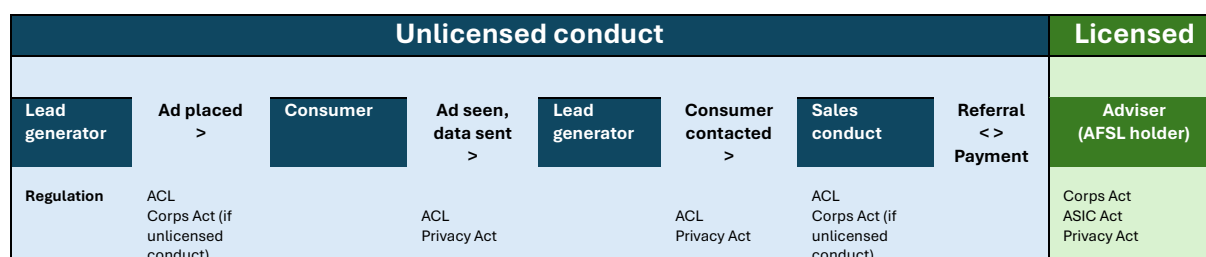 Unlicensed conduct
Licensed
Lead generator
Ad placed >
Consumer
Ad seen, data sent >
Lead generator
Consumer contacted >
Sales conduct
Referral < > Payment
Adviser (AFSL holder)
Regulation
ACL
Corps Act (if
unlicensed
conduct)
ACL
Privacy Act
ACL
Privacy Act
ACL
Corps Act (if
unlicensed
conduct)
Corps Act
ASIC Act
Privacy Act